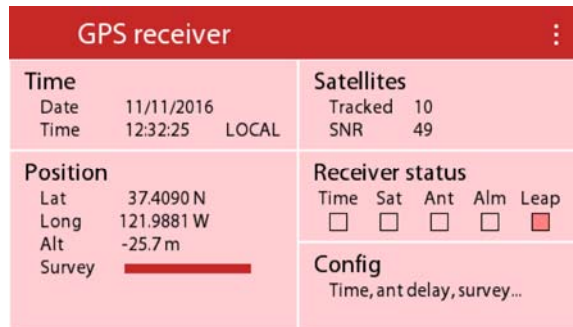 GPS receiver
Time
Date 11/11/2016
Time 12:32:25 LOCAL
Satellites
Tracked 10
SNR 49
Position
Lat 37.4090 N
Long 121.9881 W
Alt -25.7 m
Survey
Receiver status
Time Sat Ant Alm Leap
Config
Time, ant delay, survey...